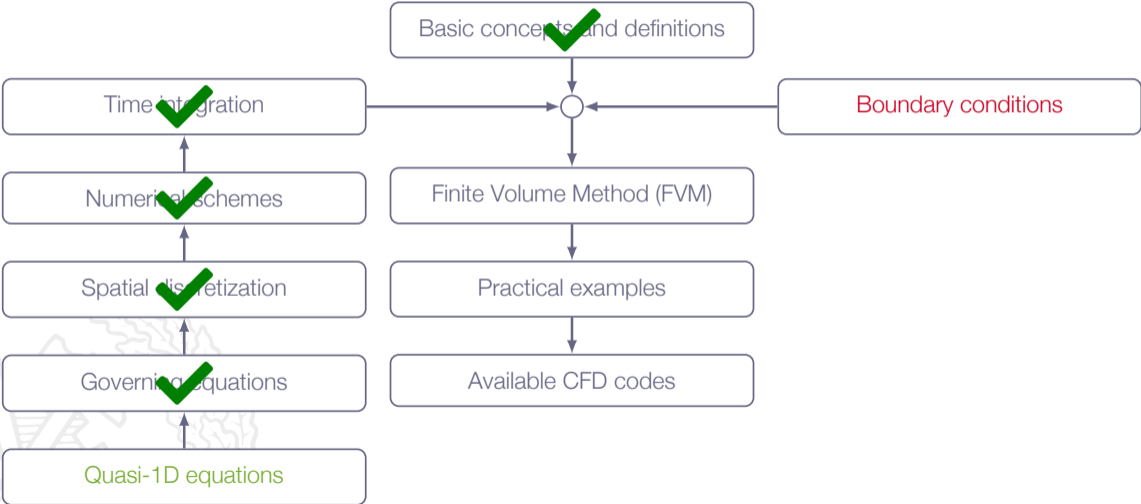 Basic concepts and definitions
Time integration
Boundary conditions
Numerical schemes
Finite Volume Method (FVM)
Spatial discretization
Practical examples
Governing equations
Available CFD codes
Quasi-1D equations